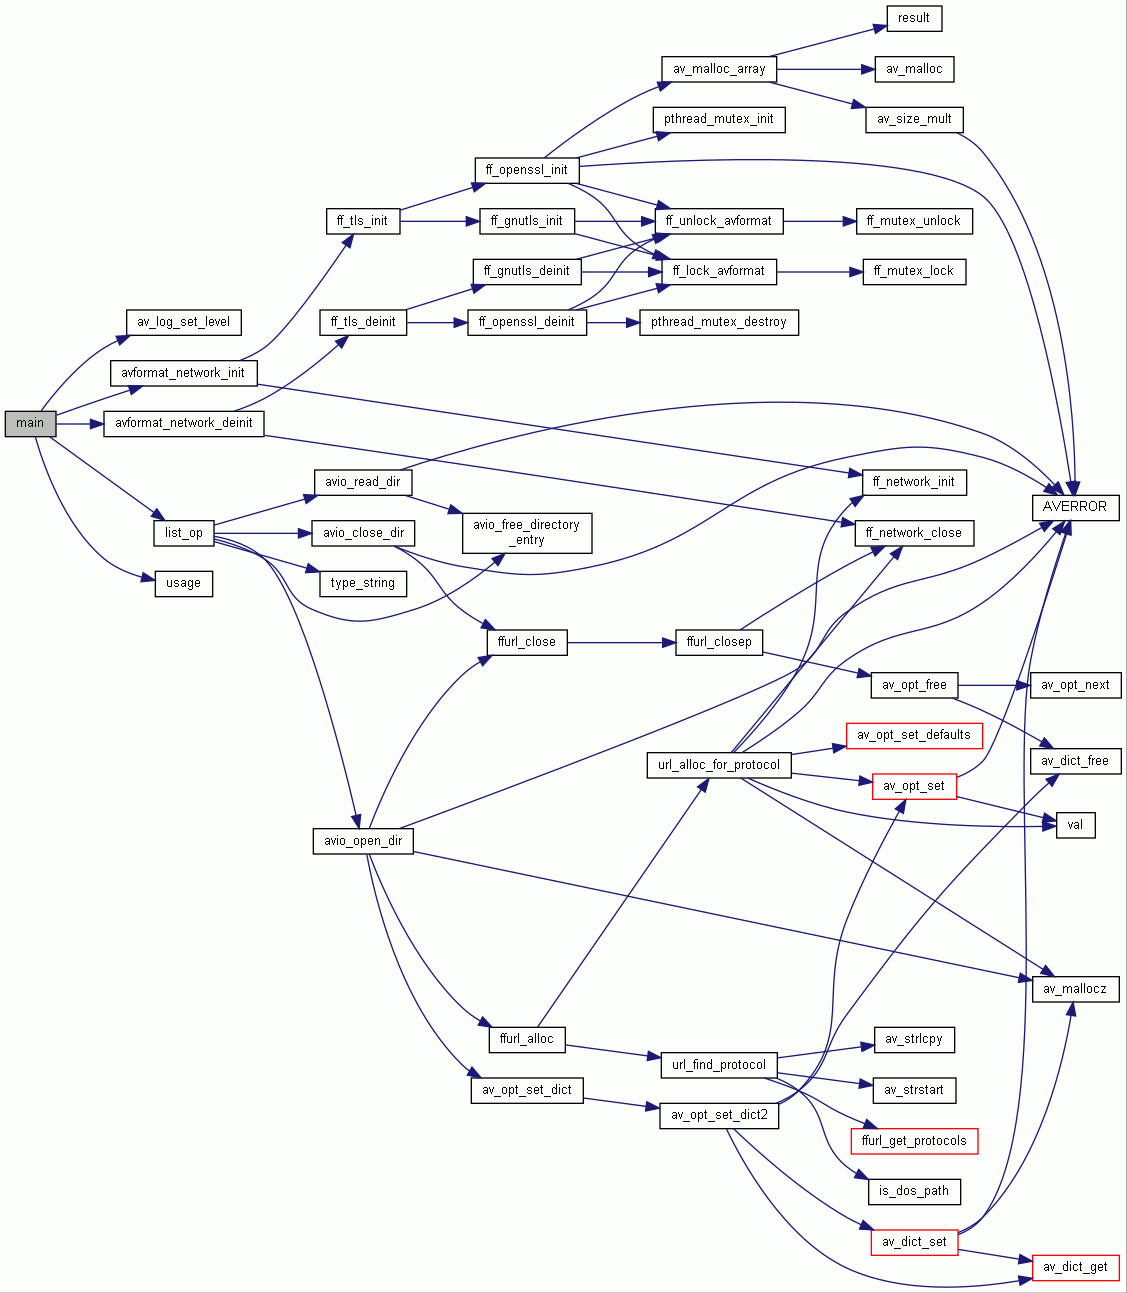 result
av_malloc_array
av_malloc
pthread_mutex_init
av_size_mult
ff_openssl_init
ff_tls_init
ff_gnutls_init
ff_unlock_avformat
ff_mutex_unlock
ff_gnutls_deinit
ff_lock_avformat
ff_mutex_lock
av_log_set_level
ff_tls_deinit
ff_openssl_deinit
pthread_mutex_destroy
avformat_network_init
main
avformat_network_deinit
avio_read_dir
ff_network_init
AVERROR
list_op
avio_close_dir
avio_free_directory
_entry
ff_network_close
usage
type_string
ffurl_close
ffurl_closep
av_opt_free
av_opt_next
av_opt_set_defaults
url_alloc_for_protocol
av_dict_free
av_opt_set
val
avio_open_dir
av_mallocz
ffurl_alloc
av_strlcpy
url_find_protocol
av_opt_set_dict
av_strstart
av_opt_set_dict2
ffurl_get_protocols
is_dos_path
av_dict_set
av_dict_get